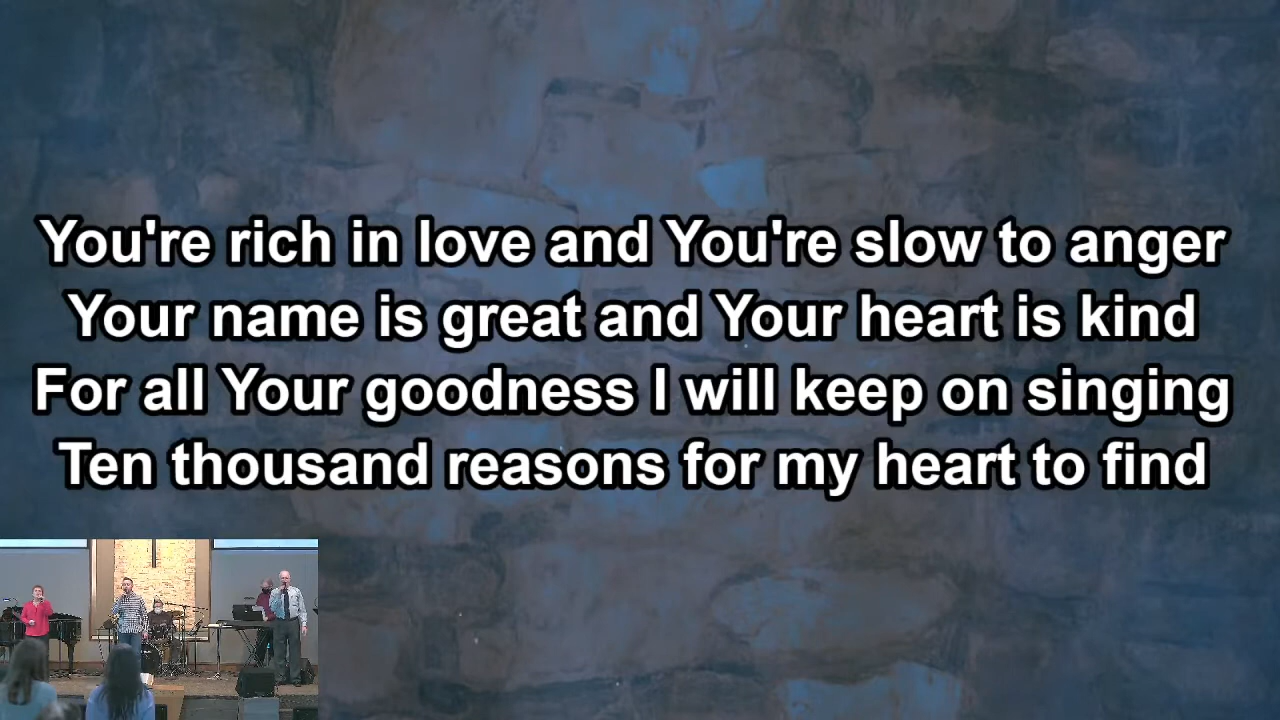 You're rich in love and You're slow to anger
Your name is great and Your heart is kind
For all Your goodness I will keep on singing
Ten thousand reasons for my heart to find